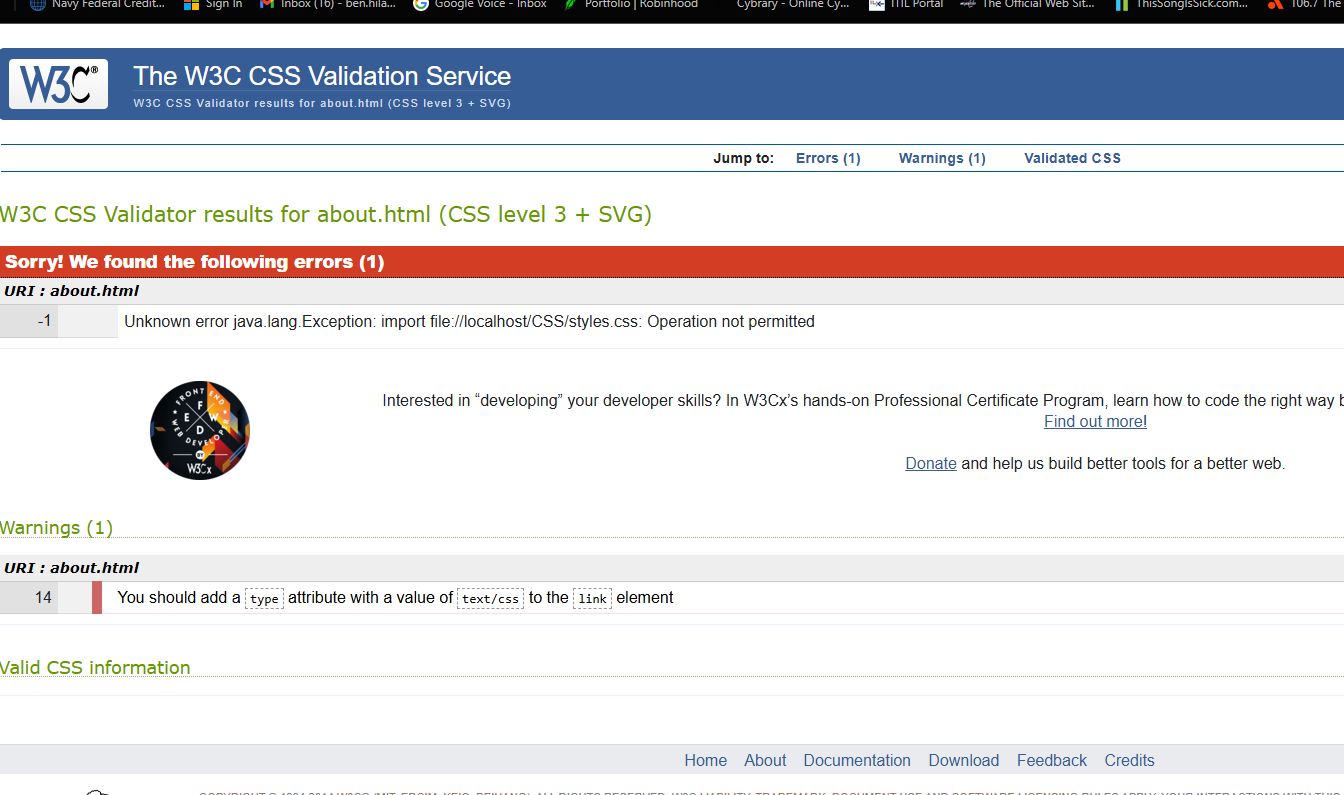 Navy Federal Credit... Sign In Inbox (16) - ben.hila... Google Voice - Inbox Portfolio | Robinhood Cybrary - Online Cy... ITIL Portal The Official Web Sit... ThisSongIsSick.com... 106.7 The
W3C® The W3C CSS Validation Service
W3C CSS Validator results for about.html (CSS level 3 + SVG)
Jump to: Errors (1) Warnings (1) Validated CSS
W3C CSS Validator results for about.html (CSS level 3 + SVG)
Sorry! We found the following errors (1)
URI : about.html
-1 Unknown error java.lang.Exception: import file://localhost/CSS/styles.css: Operation not permitted
FRONT END
F
E W
D
WEB DEVELOPER
BY
W3Cx
Interested in “developing” your developer skills? In W3Cx’s hands-on Professional Certificate Program, learn how to code the right way
Find out more!
Donate and help us build better tools for a better web.
Warnings (1)
URI : about.html
14 You should add a type attribute with a value of text/css to the link element
Valid CSS information
Home About Documentation Download Feedback Credits